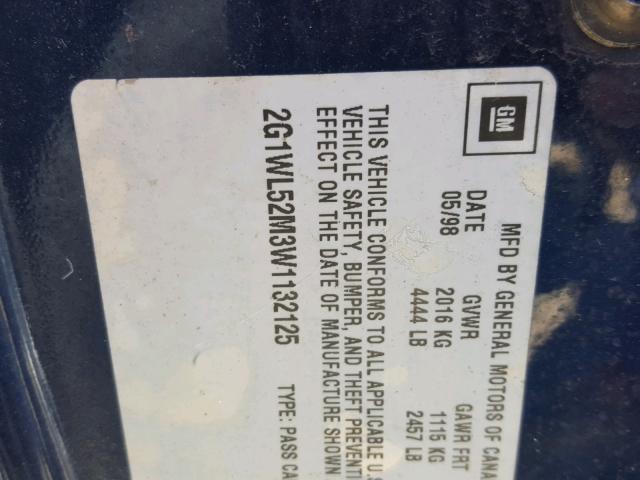 GM
MFD BY GENERAL MOTORS OF CANA
DATE GVWR GAWR FRT
05/98 2016 KG 1115 KG
4444 LB 2457 LB
THIS VEHICLE CONFORMS TO ALL APPLICABLE U.S
VEHICLE SAFETY, BUMPER, AND THEFT PREVENTI
EFFECT ON THE DATE OF MANUFACTURE SHOWN
2G1WL52M3W1132125 TYPE: PASS CA